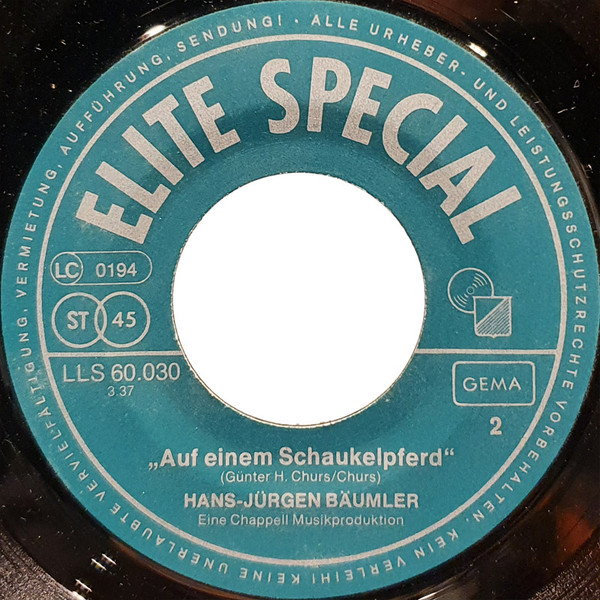 ALLE URHEBER- UND LEISTUNGSSCHUTZRECHTE VORBEHALTEN. KEIN VERLEIH! KEINE UNERLAUBTE VERVIELFÄLTIGUNG, VERMIETUNG, AUFFÜHRUNG, SENDUNG! ·
ELITE SPECIAL
LC 0194
ST 45
LLS 60.030
3.37
GEMA
2
„Auf einem Schaukelpferd“
(Günter H. Churs/Churs)
HANS-JÜRGEN BÄUMLER
Eine Chappell Musikproduktion